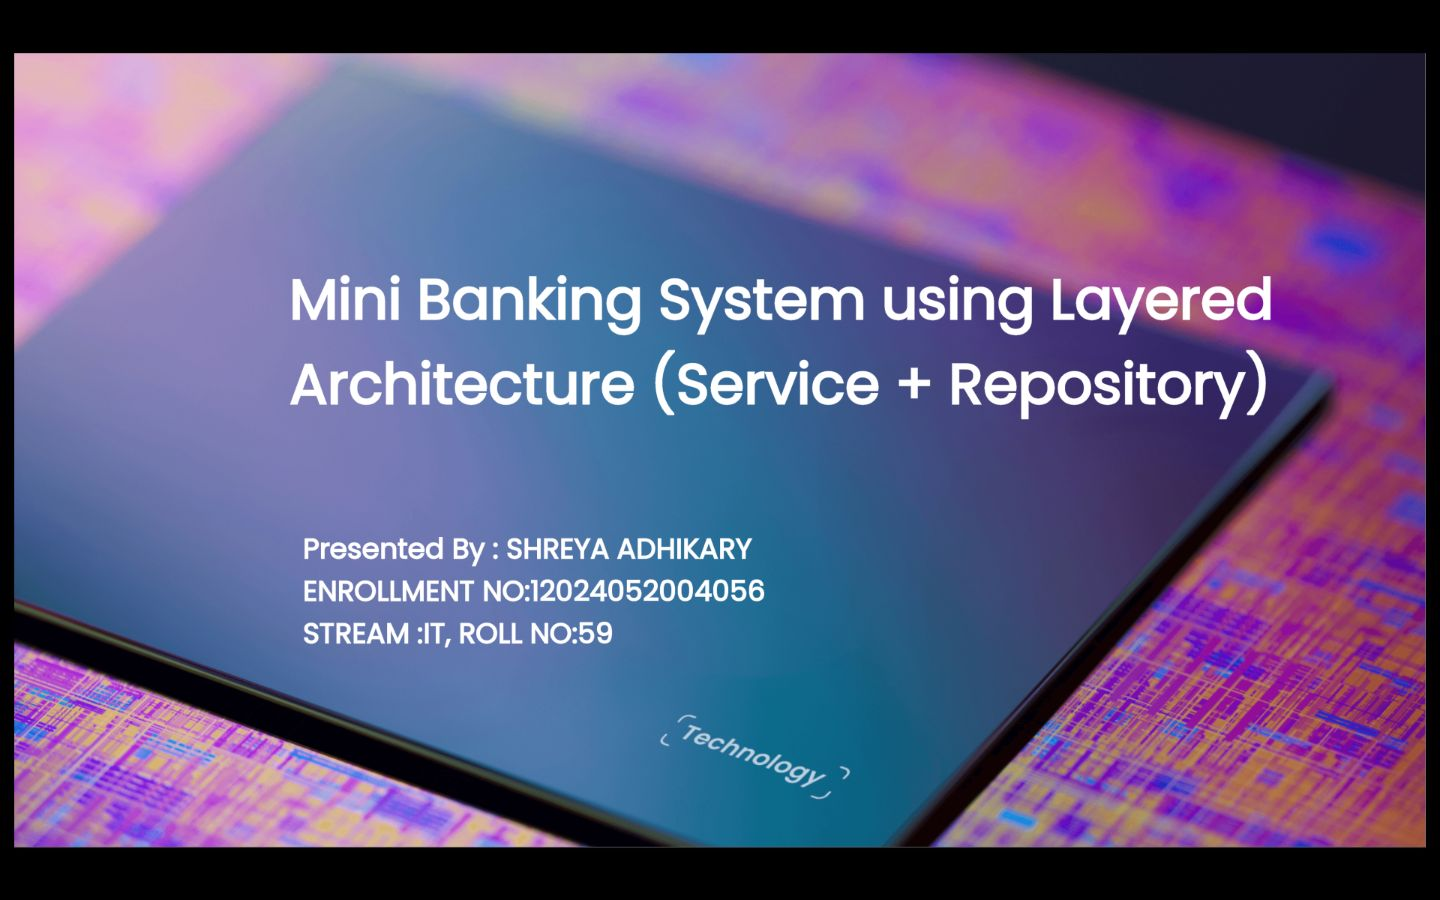 Mini Banking System using Layered
Architecture (Service + Repository)
Presented By : SHREYA ADHIKARY
ENROLLMENT NO:12024052004056
STREAM :IT, ROLL NO:59
Technology